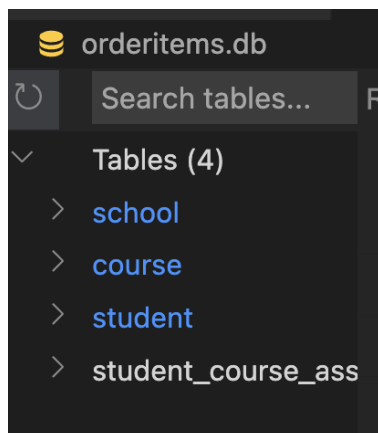 orderitems.db
Search tables...
Tables (4)
school
course
student
student_course_ass